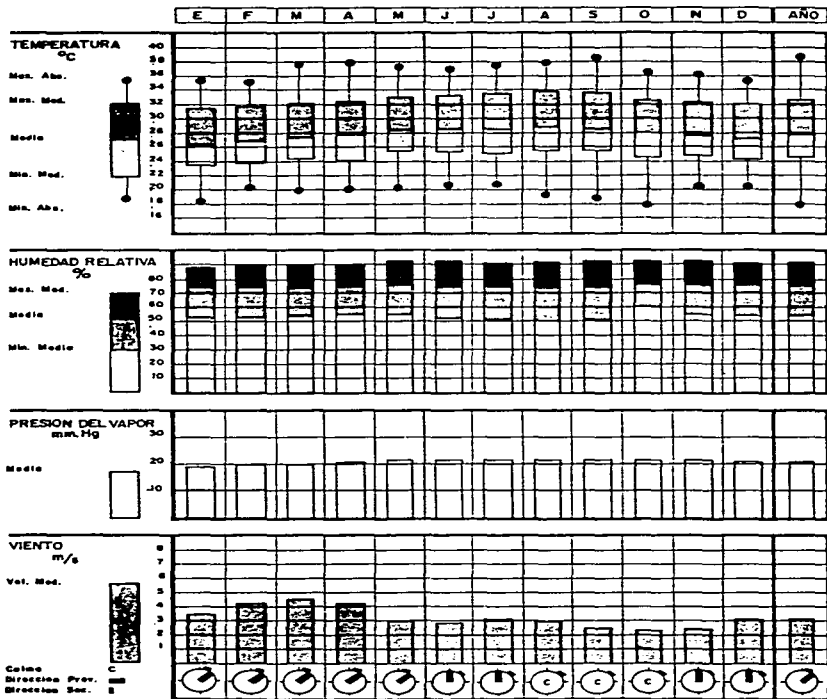 E F M A M J J A S O N D AÑO
TEMPERATURA
°C
Max. Abs.
Max. Med.
Media
Min. Med.
Min. Abs.
40
38
36
34
32
30
28
26
24
22
20
18
16
HUMEDAD RELATIVA
%
Max. Med.
Media
Min. Media
80
70
60
50
40
30
20
10
PRESION DEL VAPOR
mm.Hg
Media
30
20
10
VIENTO
m/s
Vel. Med.
8
7
6
5
4
3
2
1
Calma C
Direccion Prev.
Direccion Sec.
C C C